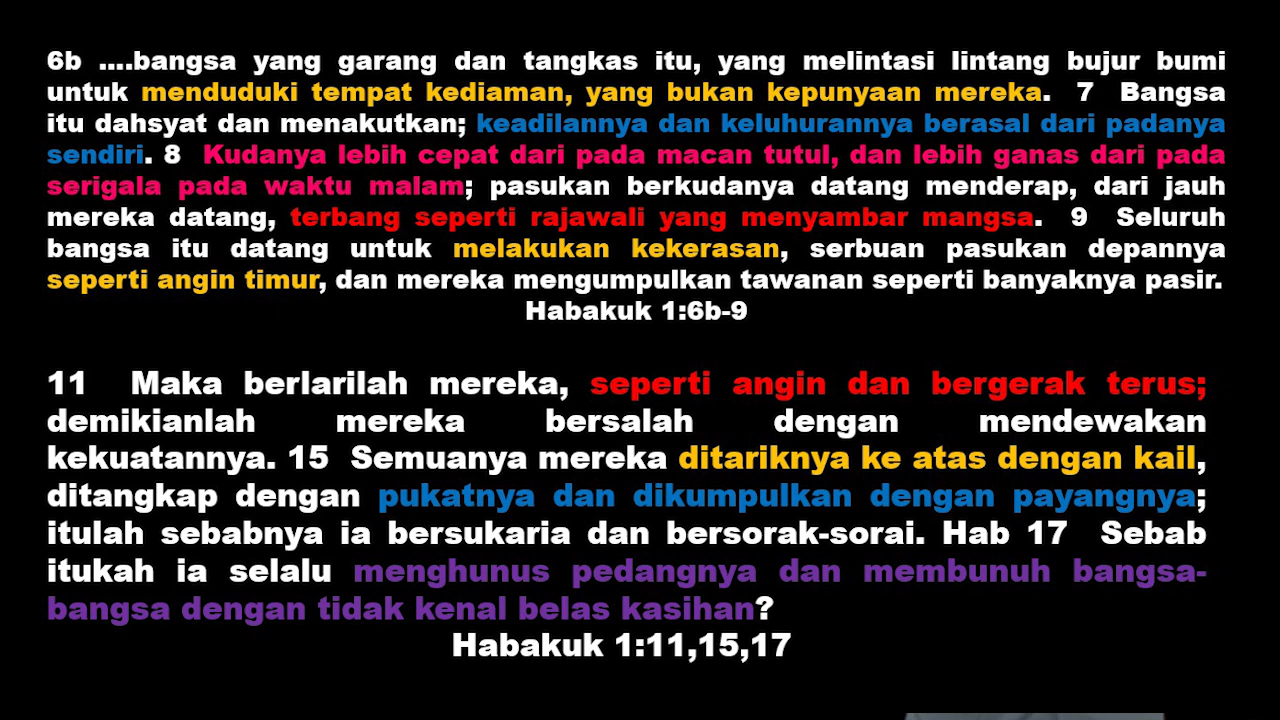 6b ....bangsa yang garang dan tangkas itu, yang melintasi lintang bujur bumi
untuk menduduki tempat kediaman, yang bukan kepunyaan mereka. 7 Bangsa
itu dahsyat dan menakutkan; keadilannya dan keluhurannya berasal dari padanya
sendiri. 8 Kudanya lebih cepat dari pada macan tutul, dan lebih ganas dari pada
serigala pada waktu malam; pasukan berkudanya datang menderap, dari jauh
mereka datang, terbang seperti rajawali yang menyambar mangsa. 9 Seluruh
bangsa itu datang untuk melakukan kekerasan, serbuan pasukan depannya
seperti angin timur, dan mereka mengumpulkan tawanan seperti banyaknya pasir.
Habakuk 1:6b-9
11 Maka berlarilah mereka, seperti angin dan bergerak terus;
demikianlah mereka bersalah dengan mendewakan
kekuatannya. 15 Semuanya mereka ditariknya ke atas dengan kail,
ditangkap dengan pukatnya dan dikumpulkan dengan payangnya;
itulah sebabnya ia bersukaria dan bersorak-sorai. Hab 17 Sebab
itukah ia selalu menghunus pedangnya dan membunuh bangsa-
bangsa dengan tidak kenal belas kasihan?
Habakuk 1:11,15,17